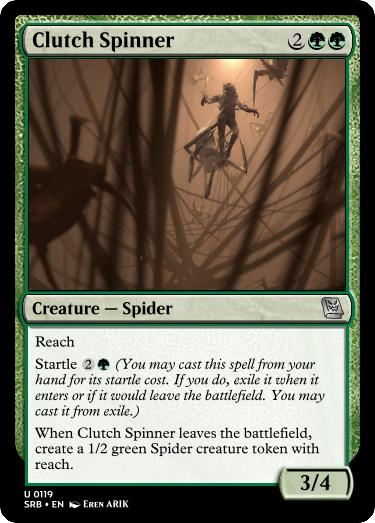 Clutch Spinner 2
Creature — Spider
Reach
Startle 2 (You may cast this spell from your
hand for its startle cost. If you do, exile it when it
enters or if it would leave the battlefield. You may
cast it from exile.)
When Clutch Spinner leaves the battlefield,
create a 1/2 green Spider creature token with
reach.
3/4
U 0119
SRB • EN Eren ARIK